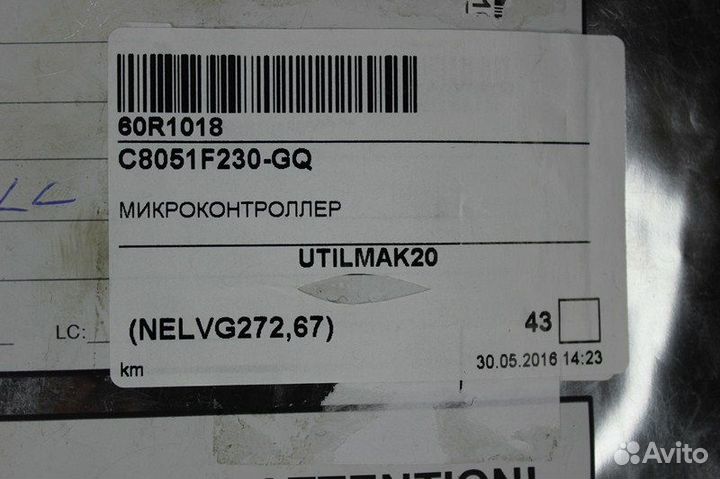 60R1018
C8051F230-GQ
МИКРОКОНТРОЛЛЕР
UTILMAK20
LC:
(NELVG272,67)
43
km
30.05.2016 14:23
ATTENTION!
Avito